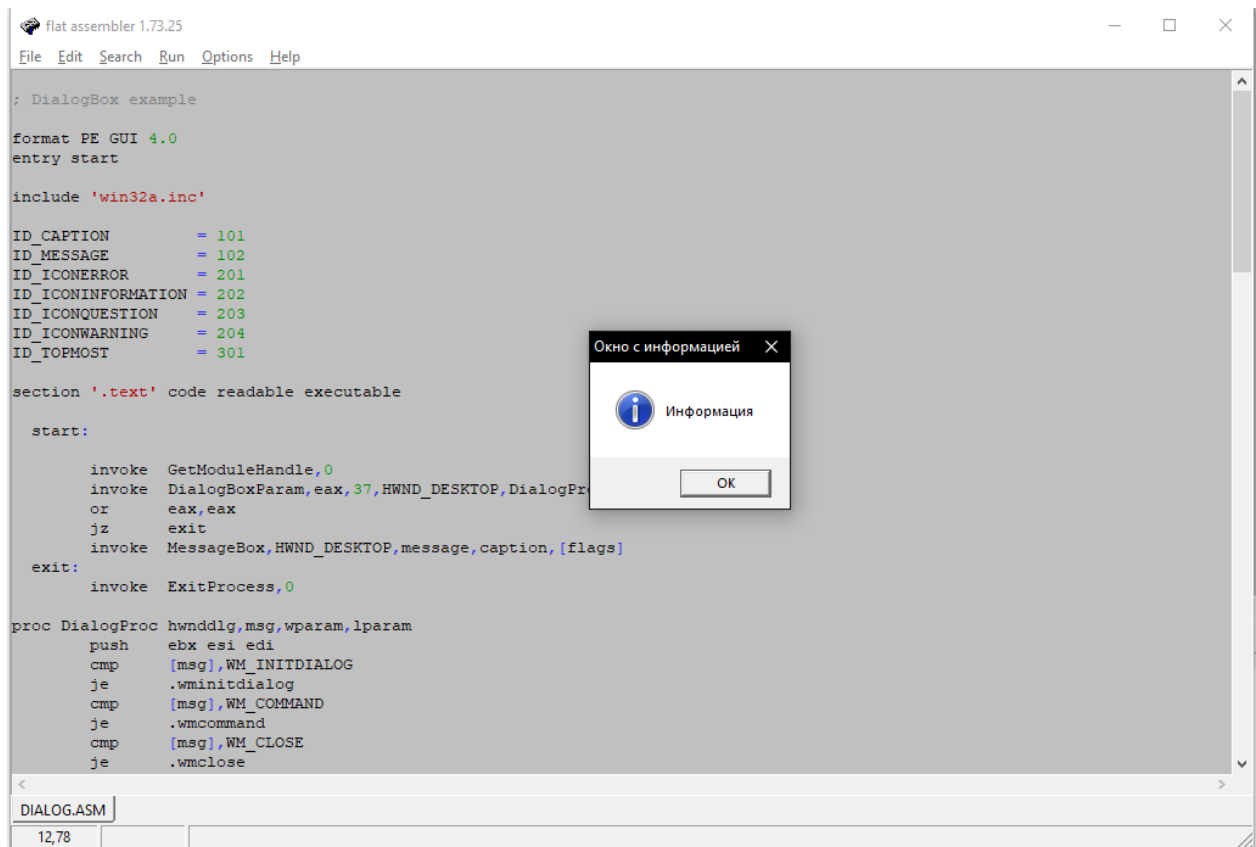 flat assembler 1.73.25
File Edit Search Run Options Help
; DialogBox example
format PE GUI 4.0
entry start
include 'win32a.inc'
ID_CAPTION = 101
ID_MESSAGE = 102
ID_ICONERROR = 201
ID_ICONINFORMATION = 202
ID_ICONQUESTION = 203
ID_ICONWARNING = 204
ID_TOPMOST = 301
section '.text' code readable executable
start:
invoke GetModuleHandle,0
invoke DialogBoxParam,eax,37,HWND_DESKTOP,DialogPr
or eax,eax
jz exit
invoke MessageBox,HWND_DESKTOP,message,caption,[flags]
exit:
invoke ExitProcess,0
proc DialogProc hwnddlg,msg,wparam,lparam
push ebx esi edi
cmp [msg],WM_INITDIALOG
je .wminitdialog
cmp [msg],WM_COMMAND
je .wmcommand
cmp [msg],WM_CLOSE
je .wmclose
Окно с информацией
Информация
OK
DIALOG.ASM
12,78